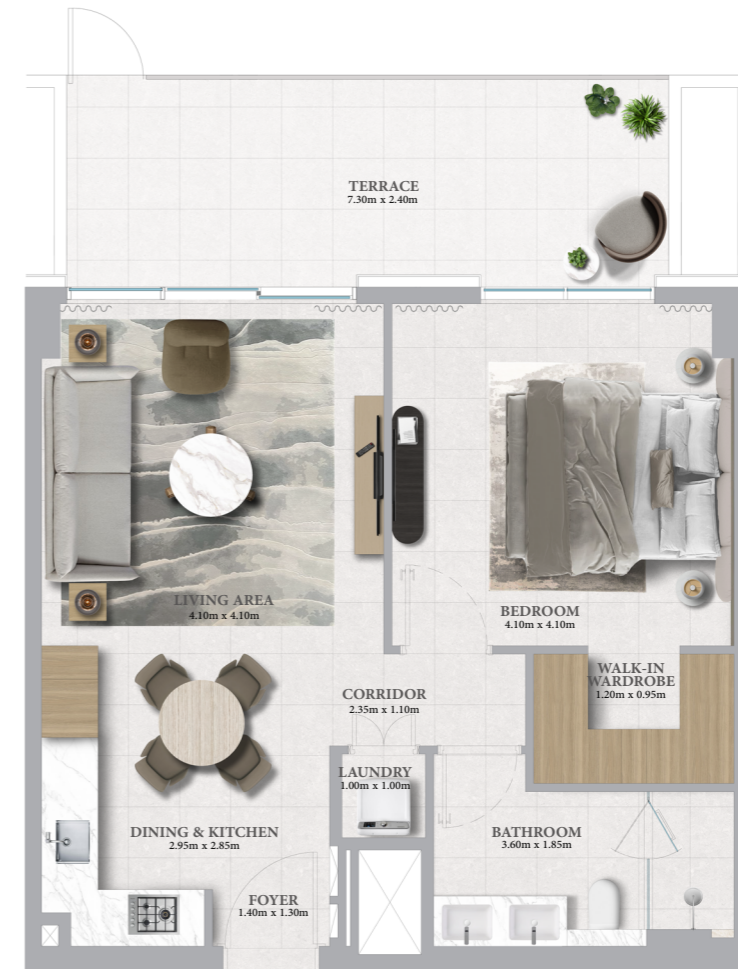 TERRACE
7.30m x 2.40m
LIVING AREA
4.10m x 4.10m
BEDROOM
4.10m x 4.10m
WALK-IN
WARDROBE
1.20m x 0.95m
CORRIDOR
2.35m x 1.10m
LAUNDRY
1.00m x 1.00m
DINING & KITCHEN
2.95m x 2.85m
BATHROOM
3.60m x 1.85m
FOYER
1.40m x 1.30m